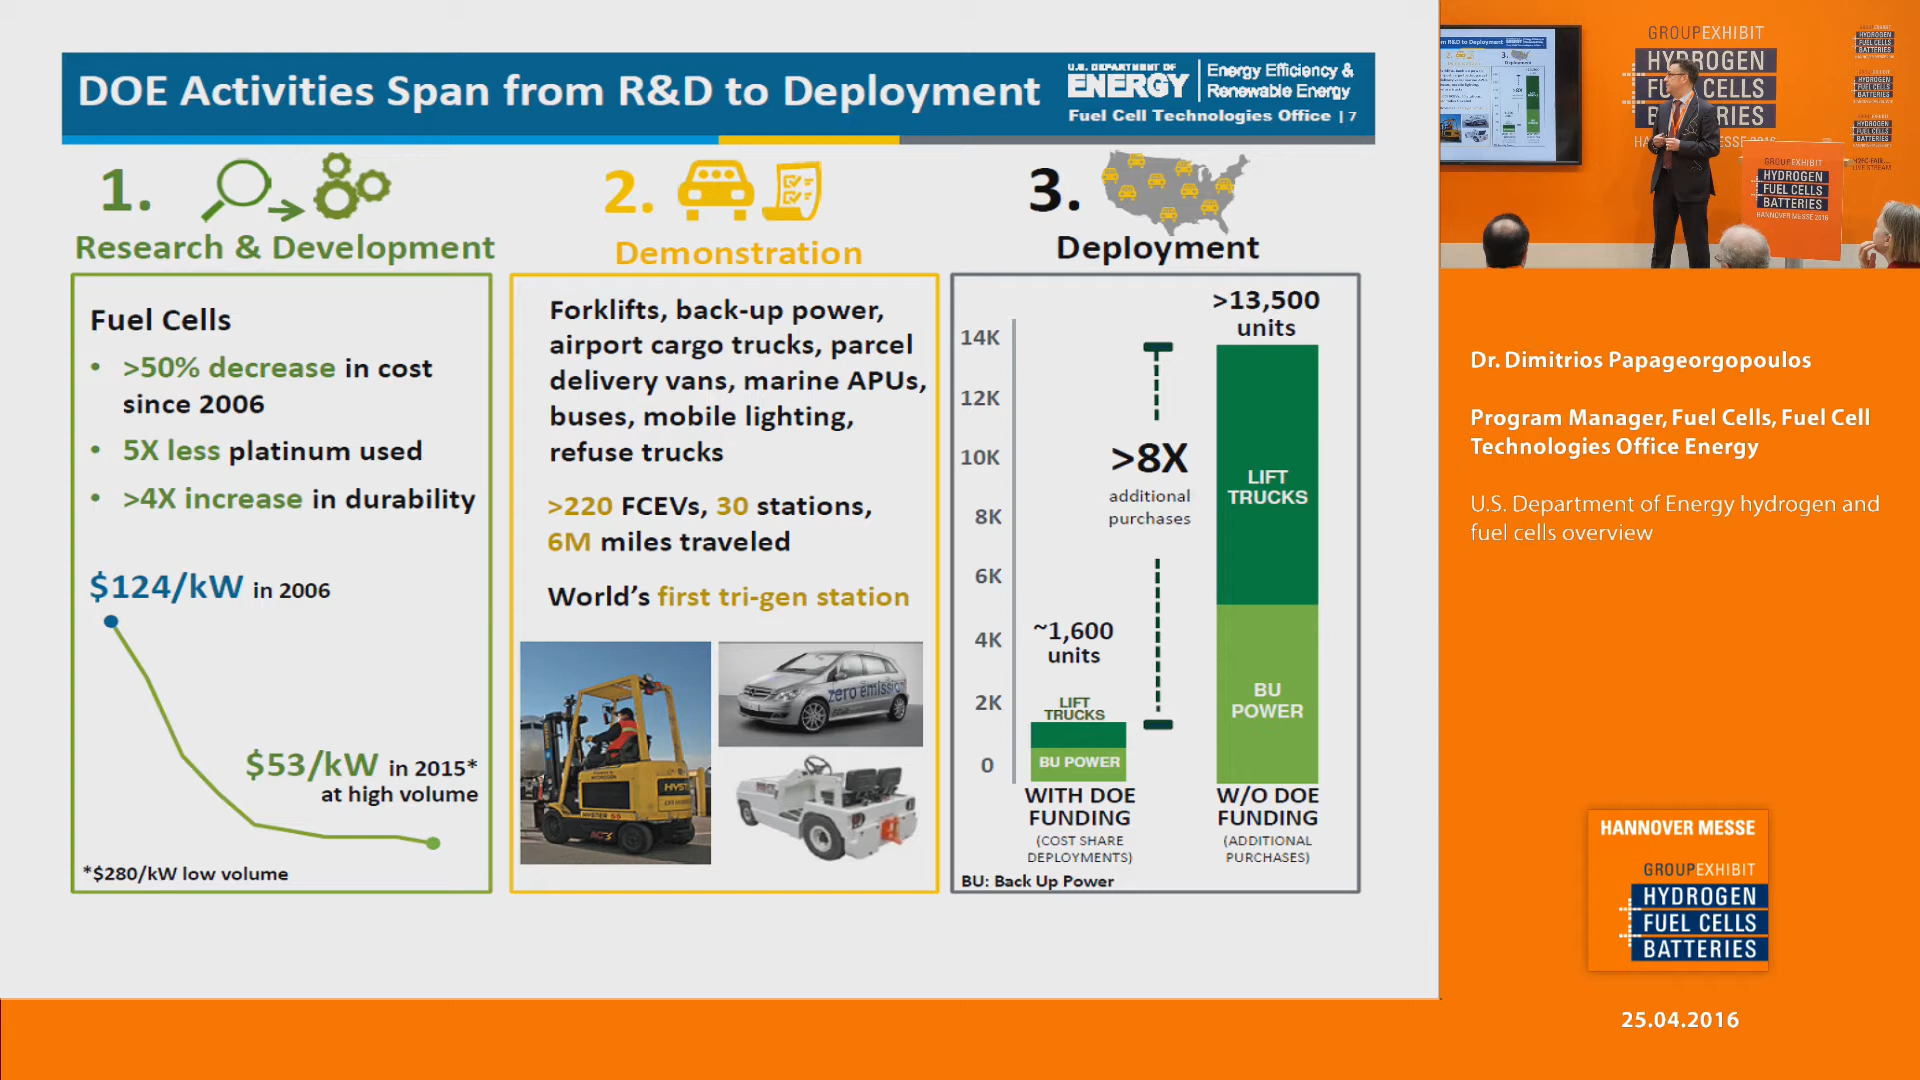 DOE Activities Span from R&D to Deployment
U.S. DEPARTMENT OF
ENERGY
Energy Efficiency &
Renewable Energy
Fuel Cell Technologies Office | 7
1.
Research & Development
Fuel Cells
• >50% decrease in cost
since 2006
• 5X less platinum used
• >4X increase in durability
$124/kW in 2006
$53/kW in 2015*
at high volume
*$280/kW low volume
2.
Demonstration
Forklifts, back-up power,
airport cargo trucks, parcel
delivery vans, marine APUs,
buses, mobile lighting,
refuse trucks
>220 FCEVs, 30 stations,
6M miles traveled
World's first tri-gen station
zero emission
HYSTER
3.
Deployment
14K
12K
10K
8K
6K
4K
2K
0
>13,500
units
>8X
additional
purchases
LIFT
TRUCKS
BU
POWER
~1,600
units
LIFT
TRUCKS
BU POWER
WITH DOE
FUNDING
(COST SHARE
DEPLOYMENTS)
W/O DOE
FUNDING
(ADDITIONAL
PURCHASES)
BU: Back Up Power
GROUPEXHIBIT
HYDROGEN
FUEL CELLS
BATTERIES
GROUPEXHIBIT
HYDROGEN
FUEL CELLS
BATTERIES
HANNOVER MESSE 2016
Dr. Dimitrios Papageorgopoulos
Program Manager, Fuel Cells, Fuel Cell
Technologies Office Energy
U.S. Department of Energy hydrogen and
fuel cells overview
HANNOVER MESSE
GROUPEXHIBIT
HYDROGEN
FUEL CELLS
BATTERIES
25.04.2016